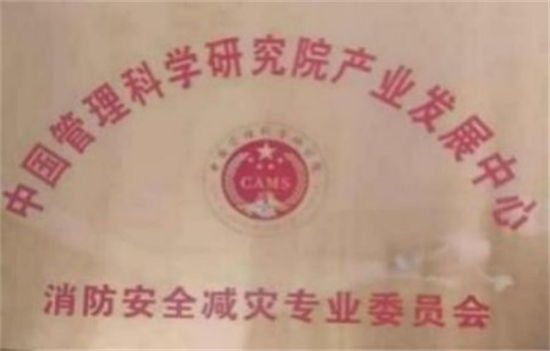 中国管理科学研究院产业发展中心
CAMS
消防安全减灾专业委员会